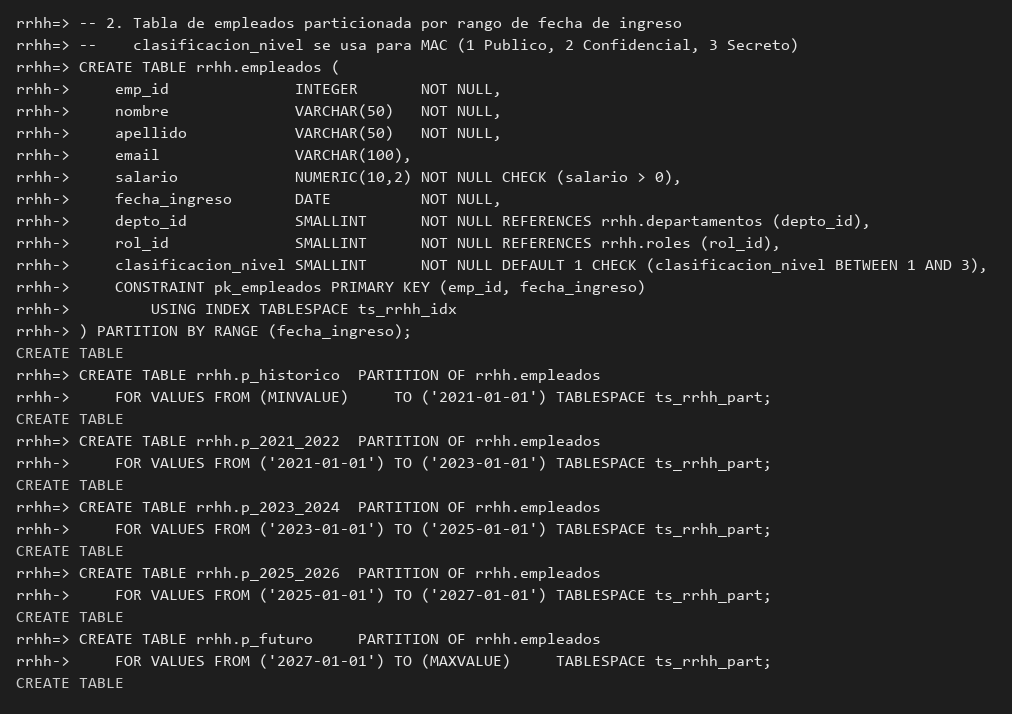 rrhh=> -- 2. Tabla de empleados particionada por rango de fecha de ingreso
rrhh=> --    clasificacion_nivel se usa para MAC (1 Publico, 2 Confidencial, 3 Secreto)
rrhh=> CREATE TABLE rrhh.empleados (
rrhh->     emp_id              INTEGER       NOT NULL,
rrhh->     nombre              VARCHAR(50)   NOT NULL,
rrhh->     apellido            VARCHAR(50)   NOT NULL,
rrhh->     email               VARCHAR(100),
rrhh->     salario             NUMERIC(10,2) NOT NULL CHECK (salario > 0),
rrhh->     fecha_ingreso       DATE          NOT NULL,
rrhh->     depto_id            SMALLINT      NOT NULL REFERENCES rrhh.departamentos (depto_id),
rrhh->     rol_id              SMALLINT      NOT NULL REFERENCES rrhh.roles (rol_id),
rrhh->     clasificacion_nivel SMALLINT      NOT NULL DEFAULT 1 CHECK (clasificacion_nivel BETWEEN 1 AND 3),
rrhh->     CONSTRAINT pk_empleados PRIMARY KEY (emp_id, fecha_ingreso)
rrhh->         USING INDEX TABLESPACE ts_rrhh_idx
rrhh-> ) PARTITION BY RANGE (fecha_ingreso);
CREATE TABLE
rrhh=> CREATE TABLE rrhh.p_historico  PARTITION OF rrhh.empleados
rrhh->     FOR VALUES FROM (MINVALUE)     TO ('2021-01-01') TABLESPACE ts_rrhh_part;
CREATE TABLE
rrhh=> CREATE TABLE rrhh.p_2021_2022  PARTITION OF rrhh.empleados
rrhh->     FOR VALUES FROM ('2021-01-01') TO ('2023-01-01') TABLESPACE ts_rrhh_part;
CREATE TABLE
rrhh=> CREATE TABLE rrhh.p_2023_2024  PARTITION OF rrhh.empleados
rrhh->     FOR VALUES FROM ('2023-01-01') TO ('2025-01-01') TABLESPACE ts_rrhh_part;
CREATE TABLE
rrhh=> CREATE TABLE rrhh.p_2025_2026  PARTITION OF rrhh.empleados
rrhh->     FOR VALUES FROM ('2025-01-01') TO ('2027-01-01') TABLESPACE ts_rrhh_part;
CREATE TABLE
rrhh=> CREATE TABLE rrhh.p_futuro     PARTITION OF rrhh.empleados
rrhh->     FOR VALUES FROM ('2027-01-01') TO (MAXVALUE)     TABLESPACE ts_rrhh_part;
CREATE TABLE